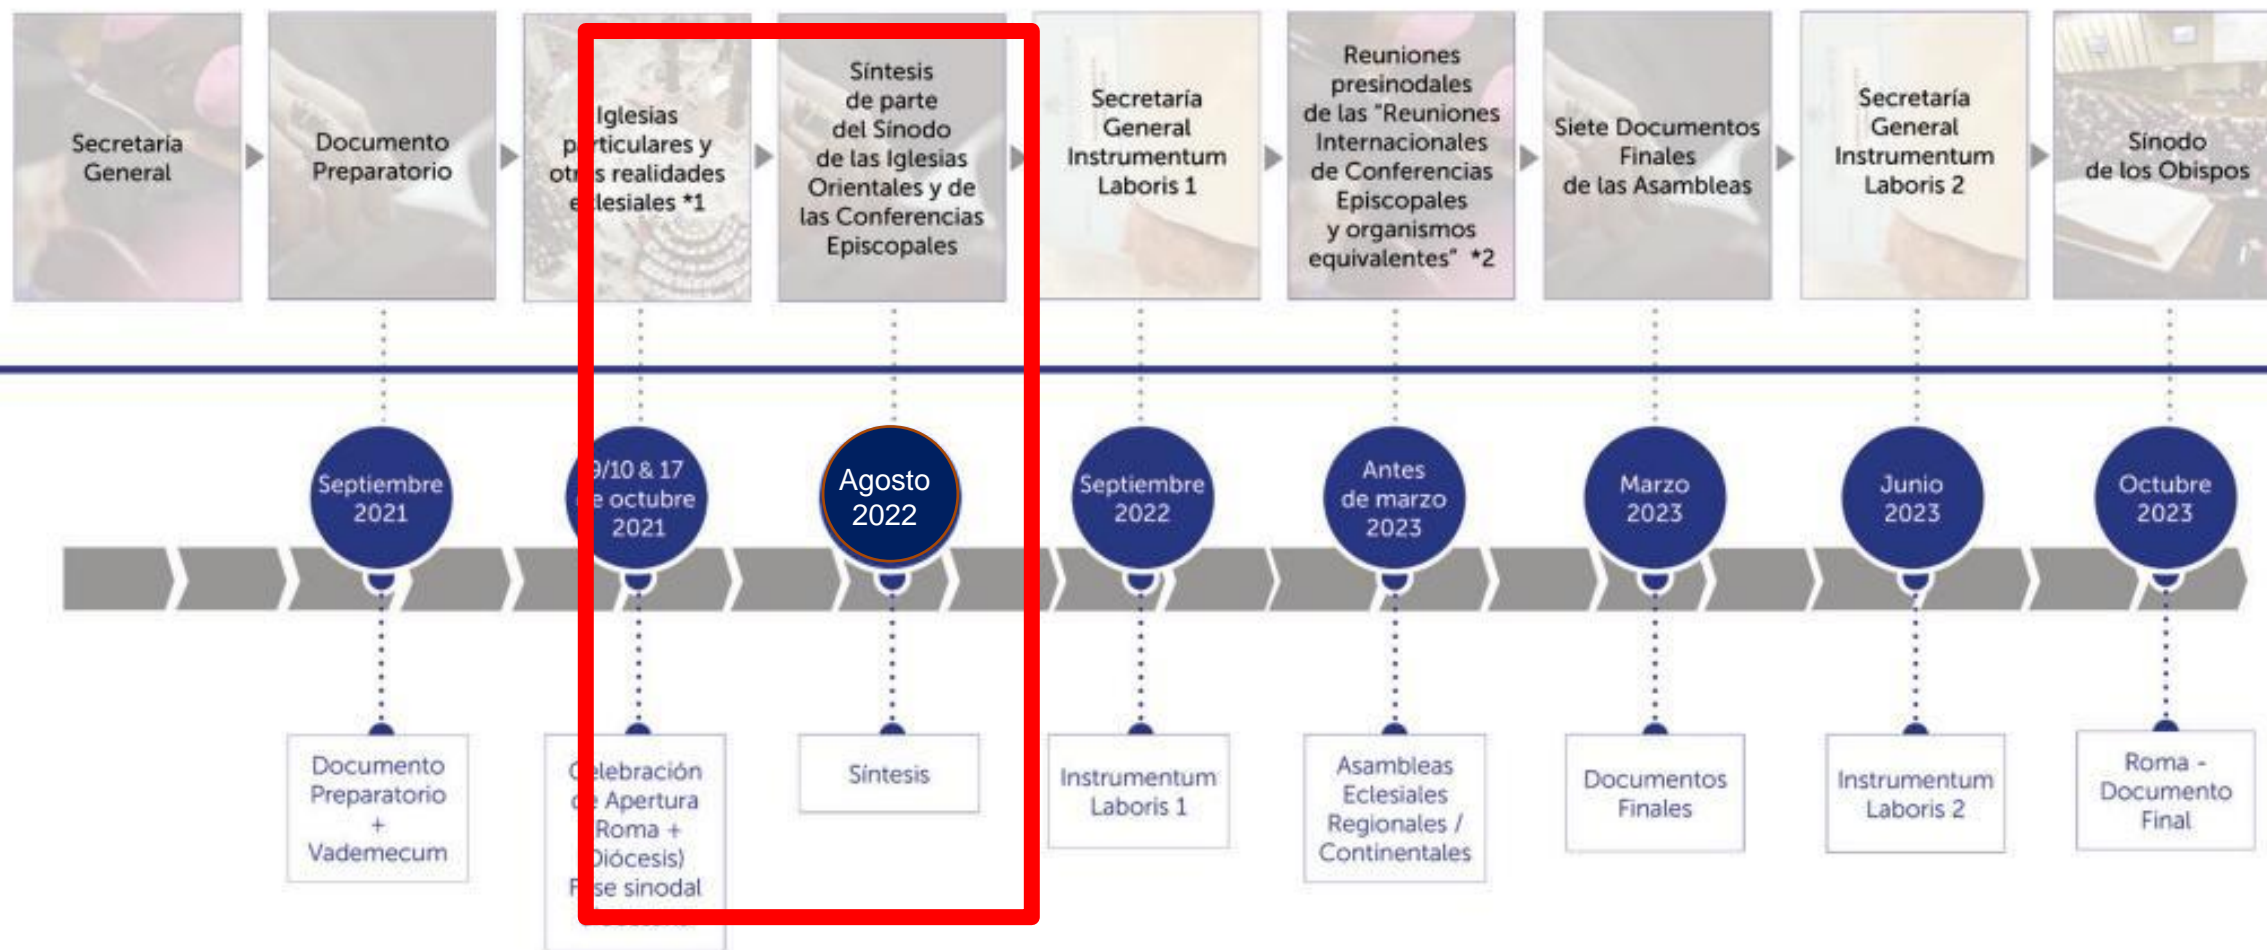 Secretaría
General
Documento
Preparatorio
Iglesias
particulares y
otras realidades
eclesiales *1
Síntesis
de parte
del Sínodo
de las Iglesias
Orientales y de
las Conferencias
Episcopales
Secretaría
General
Instrumentum
Laboris 1
Reuniones
presinodales
de las "Reuniones
Internacionales
de Conferencias
Episcopales
y organismos
equivalentes" *2
Siete Documentos
Finales
de las Asambleas
Secretaría
General
Instrumentum
Laboris 2
Sínodo
de los Obispos
Septiembre
2021
9/10 & 17
de octubre
2021
Agosto
2022
Septiembre
2022
Antes
de marzo
2023
Marzo
2023
Junio
2023
Octubre
2023
Documento
Preparatorio
+
Vademecum
Celebración
de Apertura
(Roma +
Diócesis)
Fase sinodal
Síntesis
Instrumentum
Laboris 1
Asambleas
Eclesiales
Regionales /
Continentales
Documentos
Finales
Instrumentum
Laboris 2
Roma -
Documento
Final